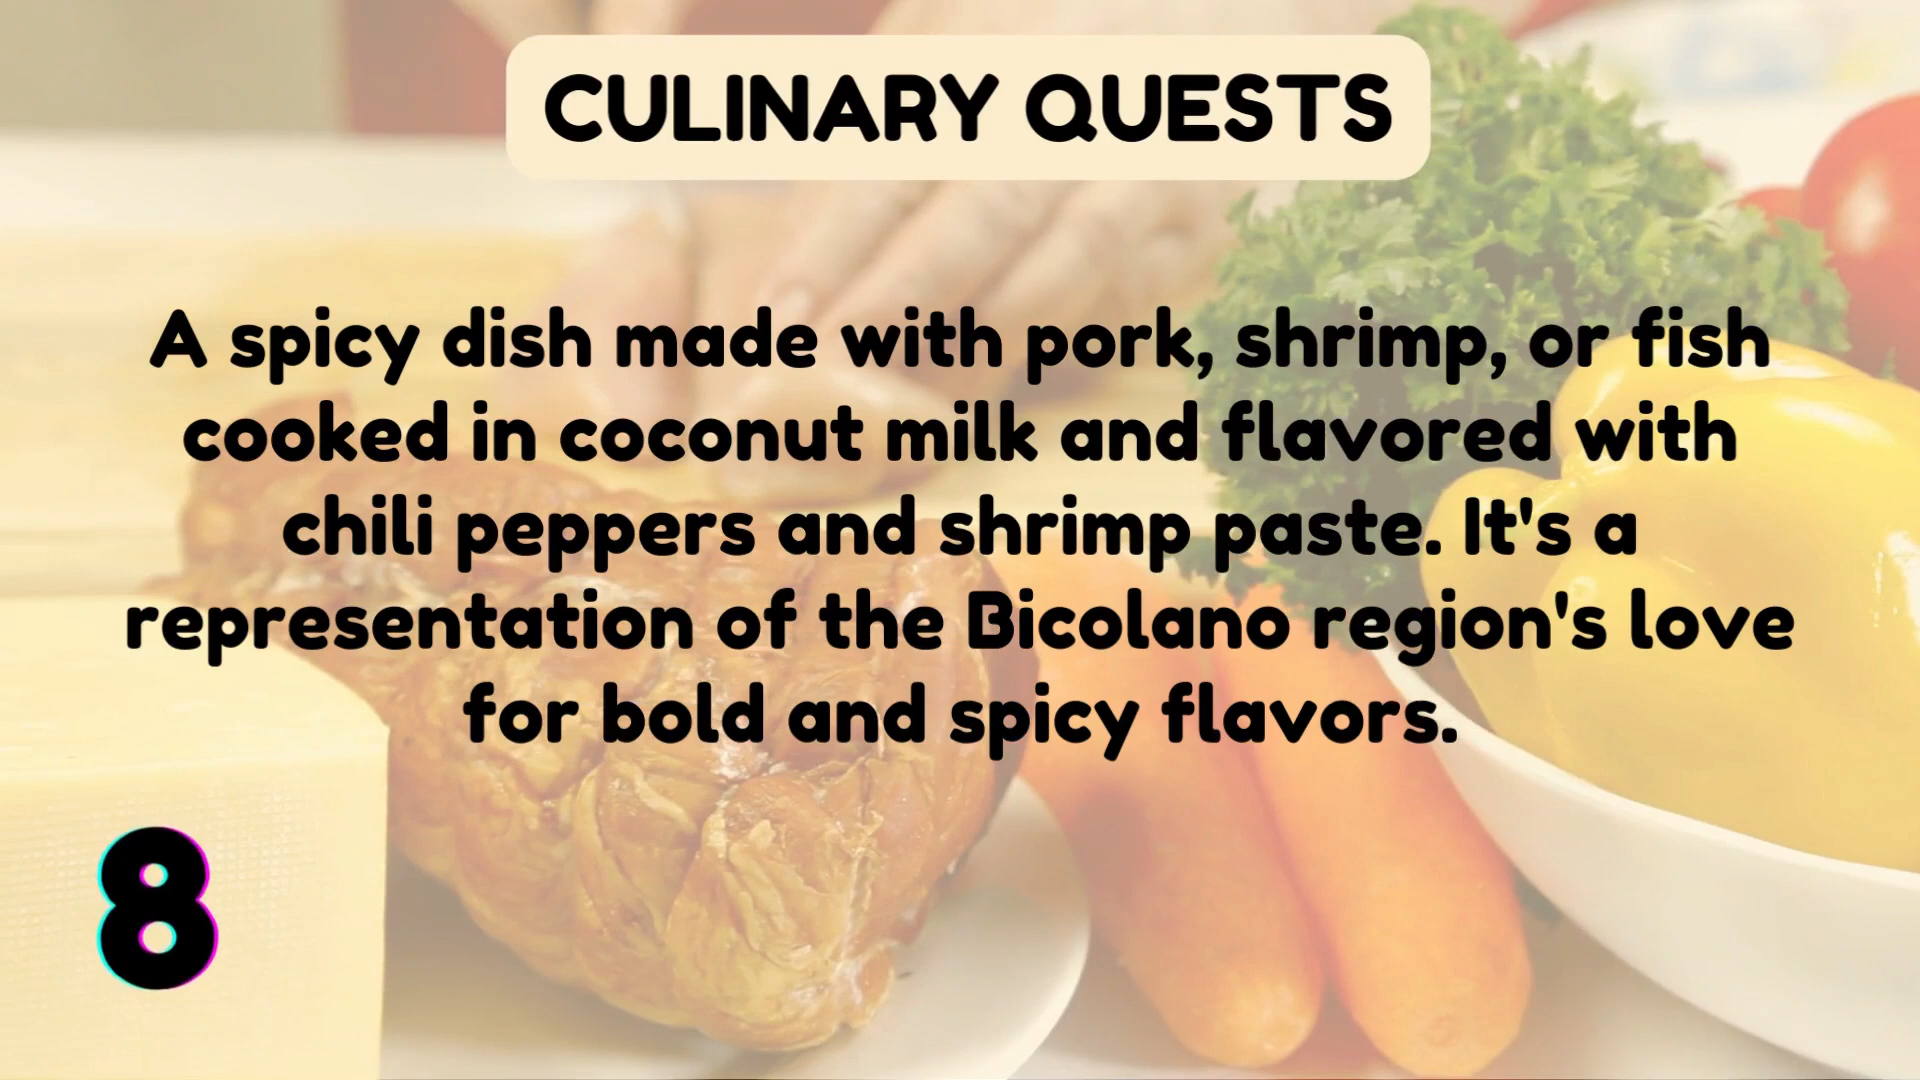 CULINARY QUESTS
A spicy dish made with pork, shrimp, or fish
cooked in coconut milk and flavored with
chili peppers and shrimp paste. It's a
representation of the Bicolano region's love
for bold and spicy flavors.
8